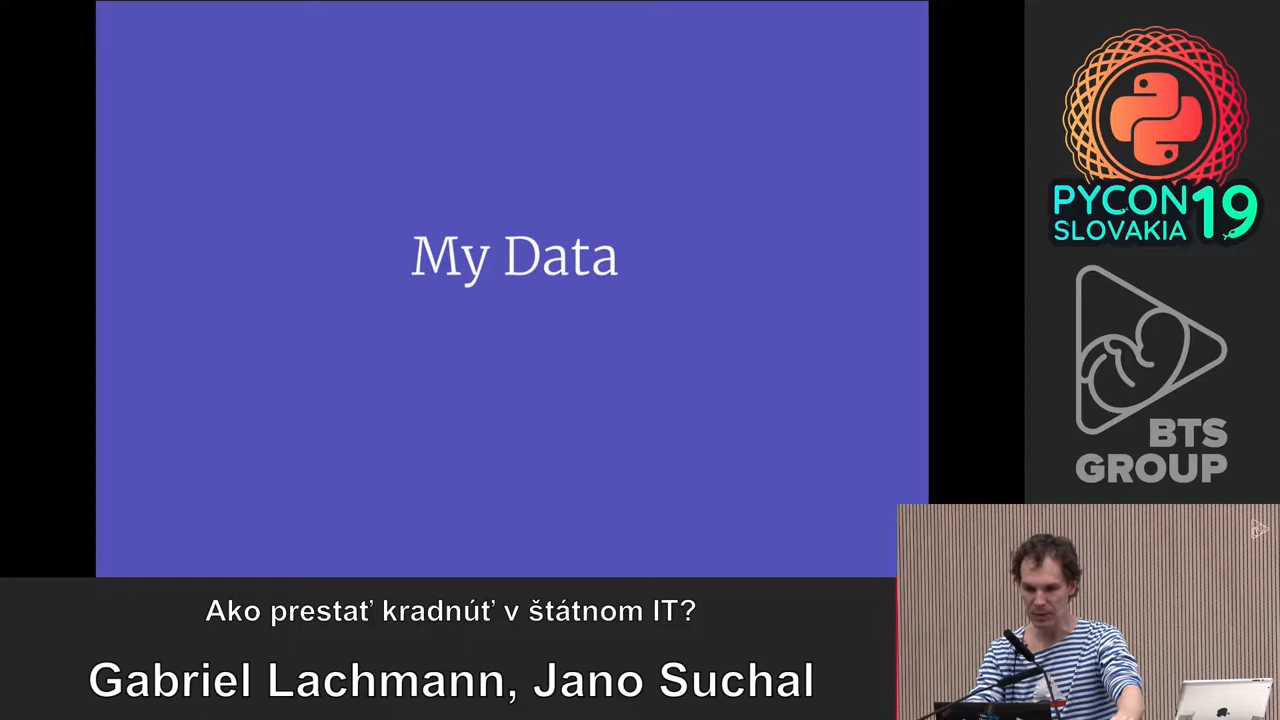 My Data
PYCON 19
SLOVAKIA
BTS
GROUP
Ako prestať kradnúť v štátnom IT?
Gabriel Lachmann, Jano Suchal